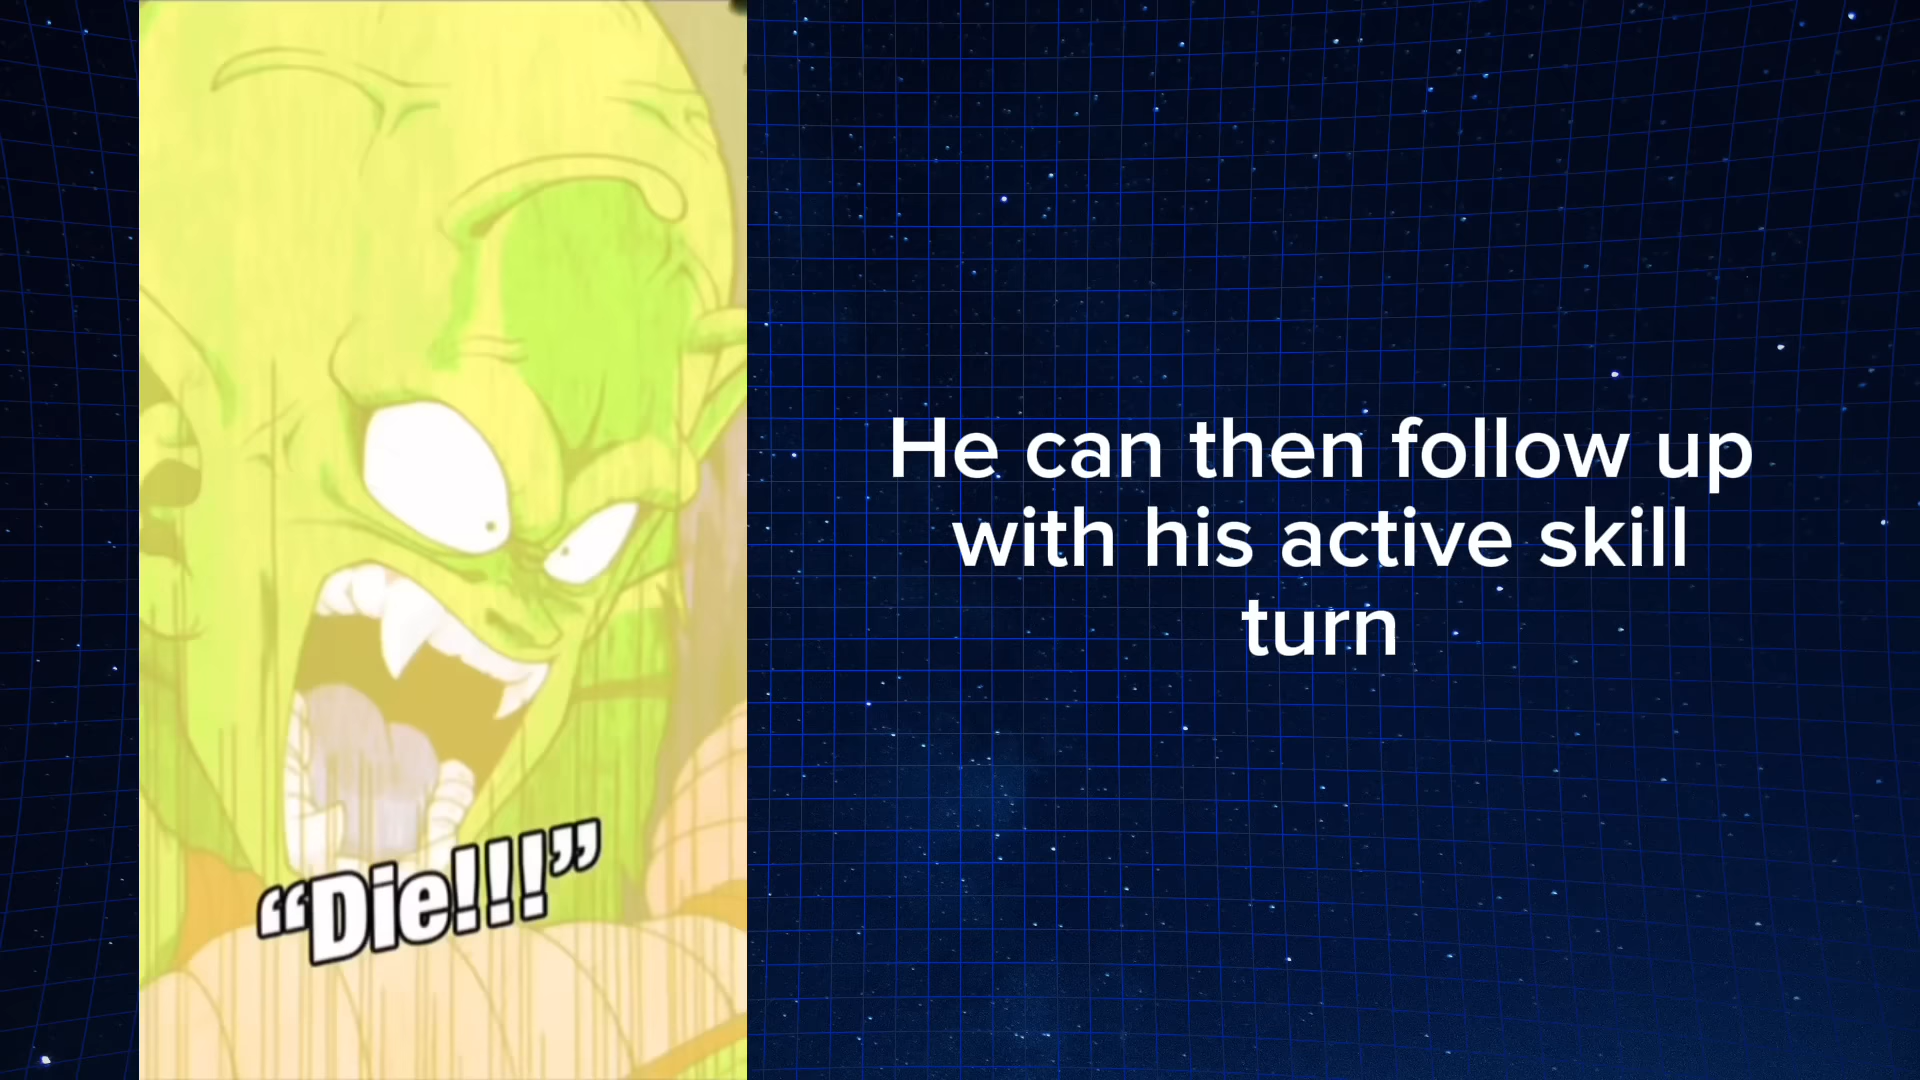 “Die!!!”
He can then follow up
with his active skill
turn